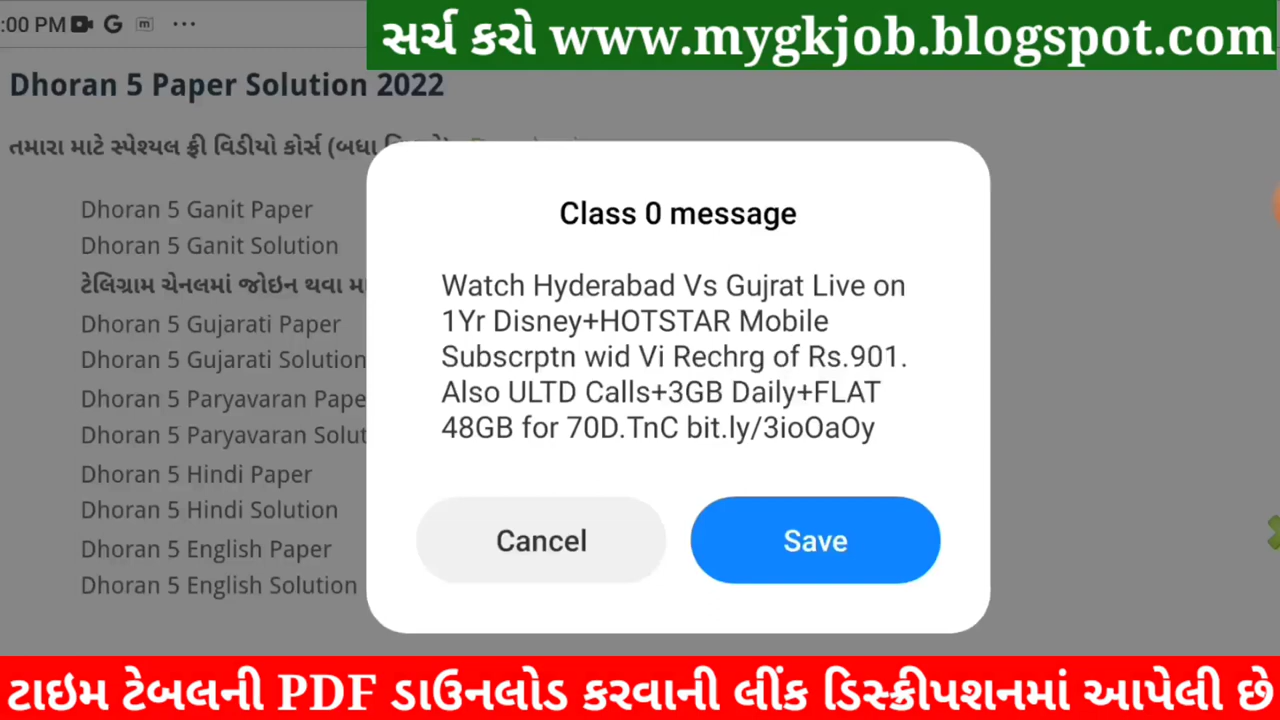 :00 PM
સર્ચ કરો www.mygkjob.blogspot.com
Dhoran 5 Paper Solution 2022
તમારા માટે સ્પેશ્યલ ફ્રી વિડીયો કોર્સ (બધા
Dhoran 5 Ganit Paper
Dhoran 5 Ganit Solution
ટેલિગ્રામ ચેનલમાં જોઇન થવા
Dhoran 5 Gujarati Paper
Dhoran 5 Gujarati Solution
Dhoran 5 Paryavaran Pape
Dhoran 5 Paryavaran Solut
Dhoran 5 Hindi Paper
Dhoran 5 Hindi Solution
Dhoran 5 English Paper
Dhoran 5 English Solution
Class 0 message
Watch Hyderabad Vs Gujrat Live on
1Yr Disney+HOTSTAR Mobile
Subscrptn wid Vi Rechrg of Rs.901.
Also ULTD Calls+3GB Daily+FLAT
48GB for 70D.TnC bit.ly/3ioOaOy
Cancel
Save
ટાઇમ ટેબલની PDF ડાઉનલોડ કરવાની લીંક ડિસ્ક્રીપશનમાં આપેલી છે